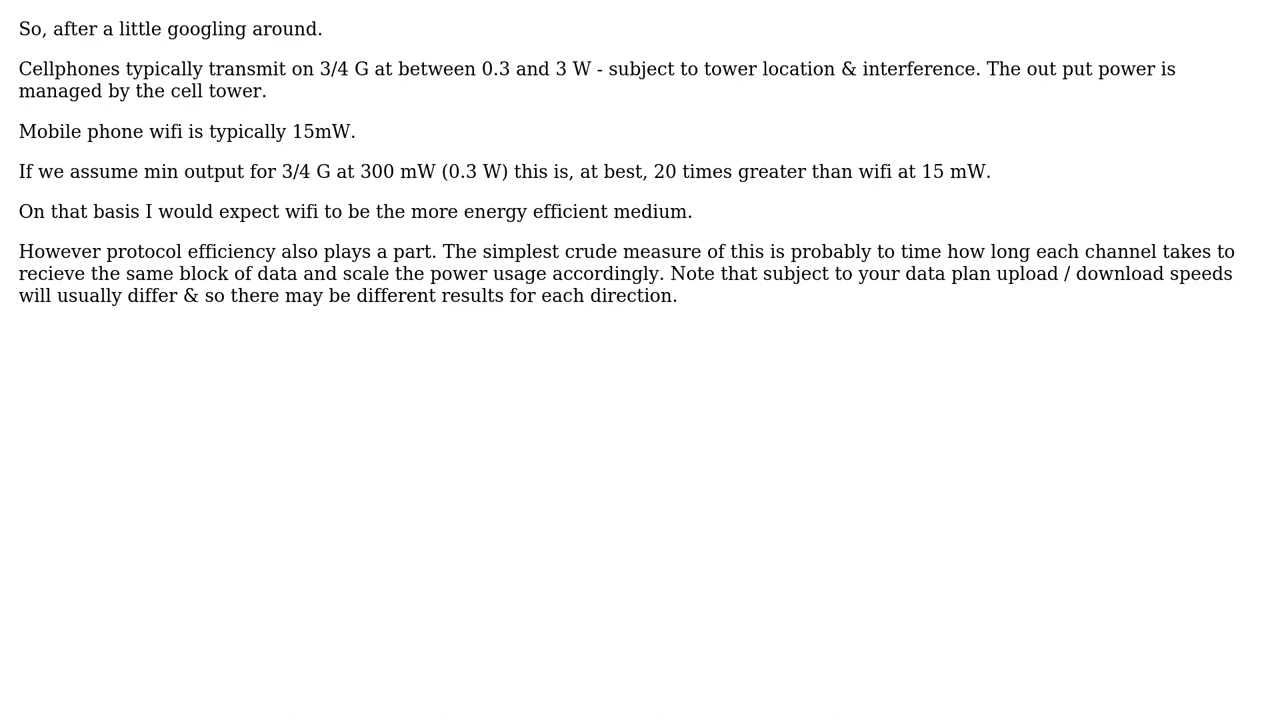 So, after a little googling around.
Cellphones typically transmit on 3/4 G at between 0.3 and 3 W - subject to tower location & interference. The out put power is
managed by the cell tower.
Mobile phone wifi is typically 15mW.
If we assume min output for 3/4 G at 300 mW (0.3 W) this is, at best, 20 times greater than wifi at 15 mW.
On that basis I would expect wifi to be the more energy efficient medium.
However protocol efficiency also plays a part. The simplest crude measure of this is probably to time how long each channel takes to
recieve the same block of data and scale the power usage accordingly. Note that subject to your data plan upload / download speeds
will usually differ & so there may be different results for each direction.